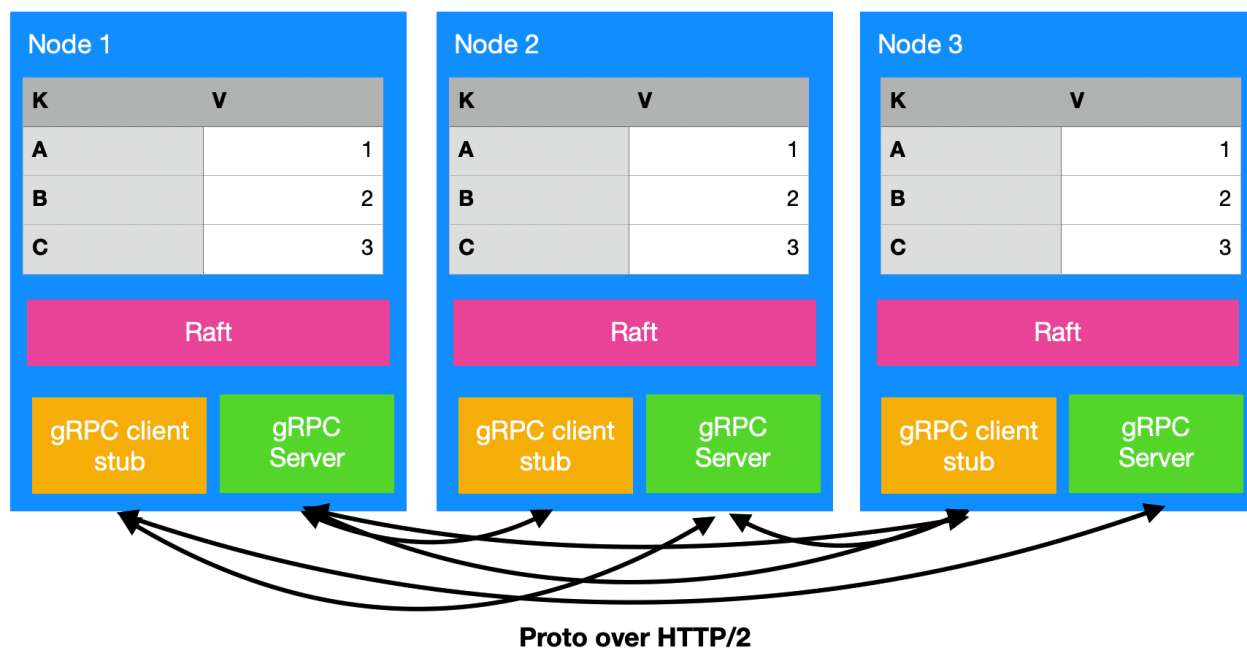 Node 1
K V
A 1
B 2
C 3
Raft
gRPC client
stub
gRPC
Server
Node 2
K V
A 1
B 2
C 3
Raft
gRPC client
stub
gRPC
Server
Node 3
K V
A 1
B 2
C 3
Raft
gRPC client
stub
gRPC
Server
Proto over HTTP/2